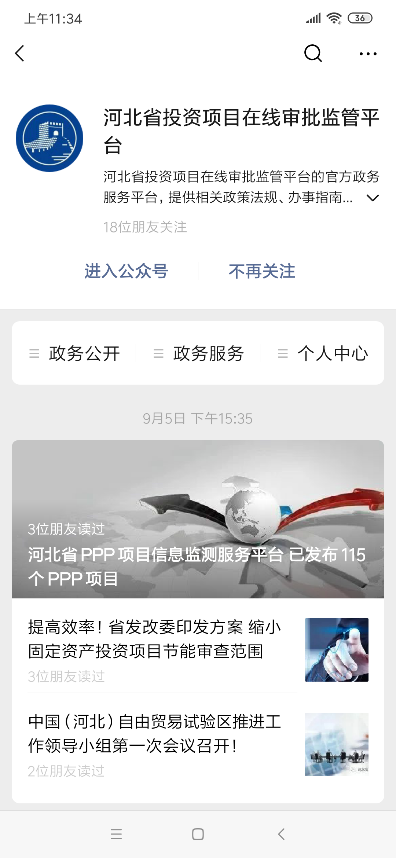 上午11:34
36
河北省投资项目在线审批监管平
台
河北省投资项目在线审批监管平台的官方政务
服务平台，提供相关政策法规、办事指南...
18位朋友关注
进入公众号
不再关注
政务公开
政务服务
个人中心
9月5日 下午15:35
3位朋友读过
河北省 PPP 项目信息监测服务平台 已发布 115
个 PPP 项目
提高效率！省发改委印发方案 缩小
固定资产投资项目节能审查范围
3位朋友读过
中国（河北）自由贸易试验区推进工
作领导小组第一次会议召开！
2位朋友读过